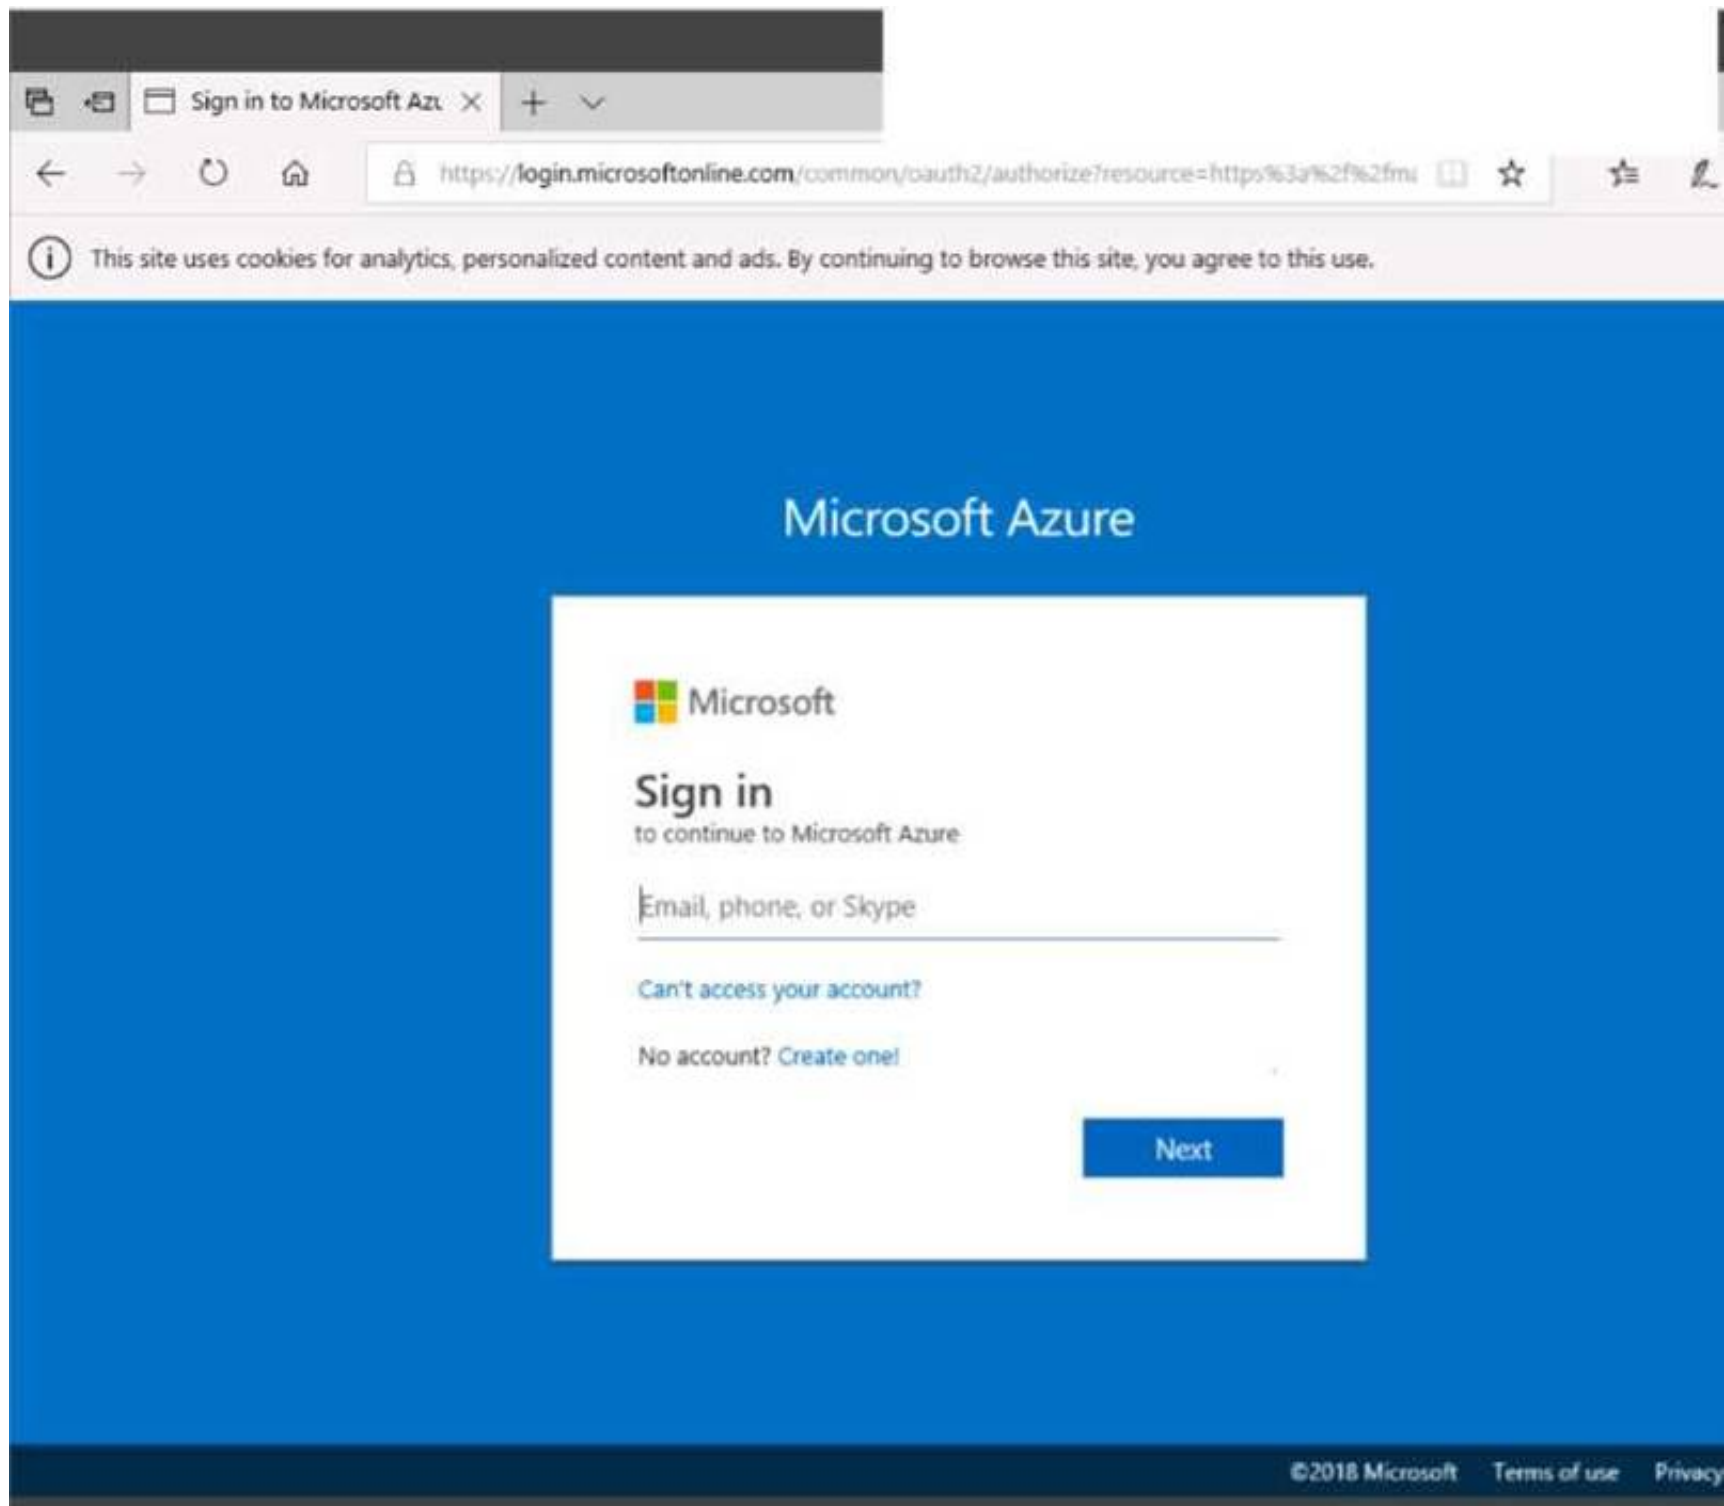 Sign in to Microsoft Azu
https://login.microsoftonline.com/common/oauth2/authorize?resource=https%3a%2f%2fma
This site uses cookies for analytics, personalized content and ads. By continuing to browse this site, you agree to this use.
Microsoft Azure
Microsoft
Sign in
to continue to Microsoft Azure
Email, phone, or Skype
Can't access your account?
No account? Create one!
Next
©2018 Microsoft Terms of use Privacy